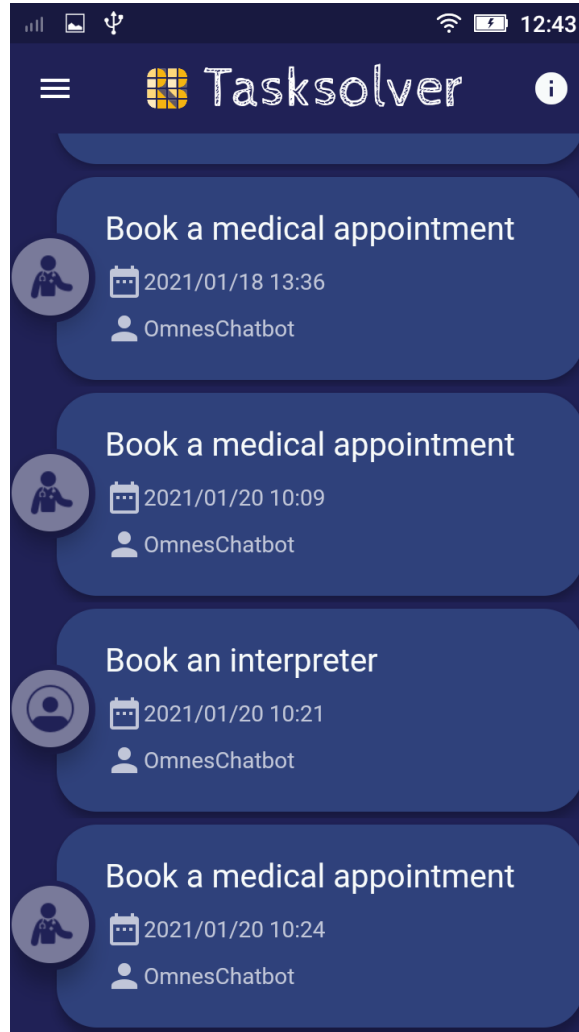 12:43
Tasksolver
Book a medical appointment
2021/01/18 13:36
OmnesChatbot
Book a medical appointment
2021/01/20 10:09
OmnesChatbot
Book an interpreter
2021/01/20 10:21
OmnesChatbot
Book a medical appointment
2021/01/20 10:24
OmnesChatbot